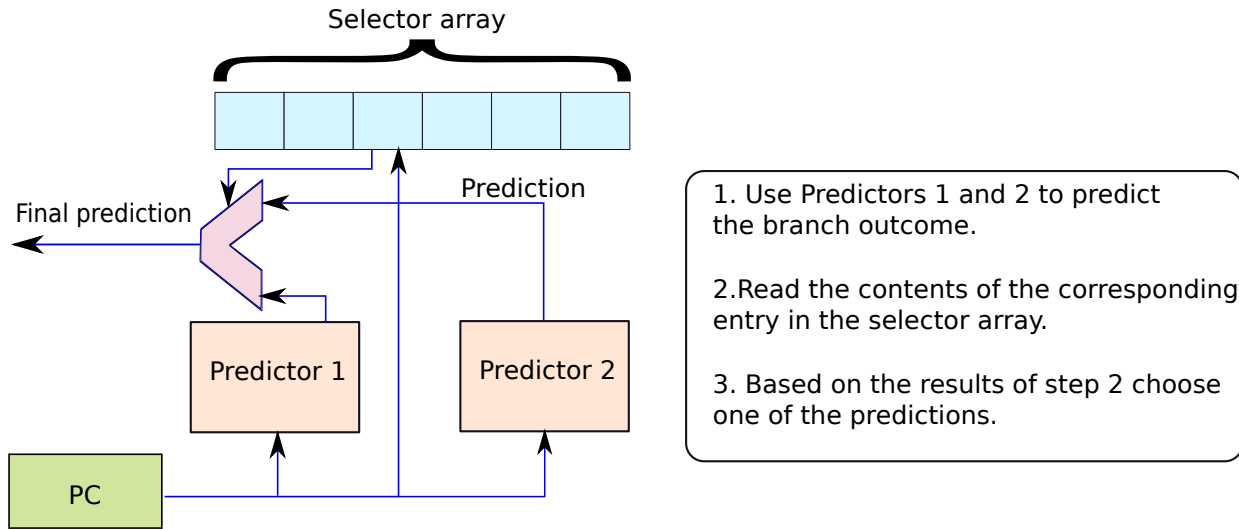 Selector array
Prediction
Final prediction
Predictor 1
Predictor 2
PC
1. Use Predictors 1 and 2 to predict
the branch outcome.
2.Read the contents of the corresponding
entry in the selector array.
3. Based on the results of step 2 choose
one of the predictions.